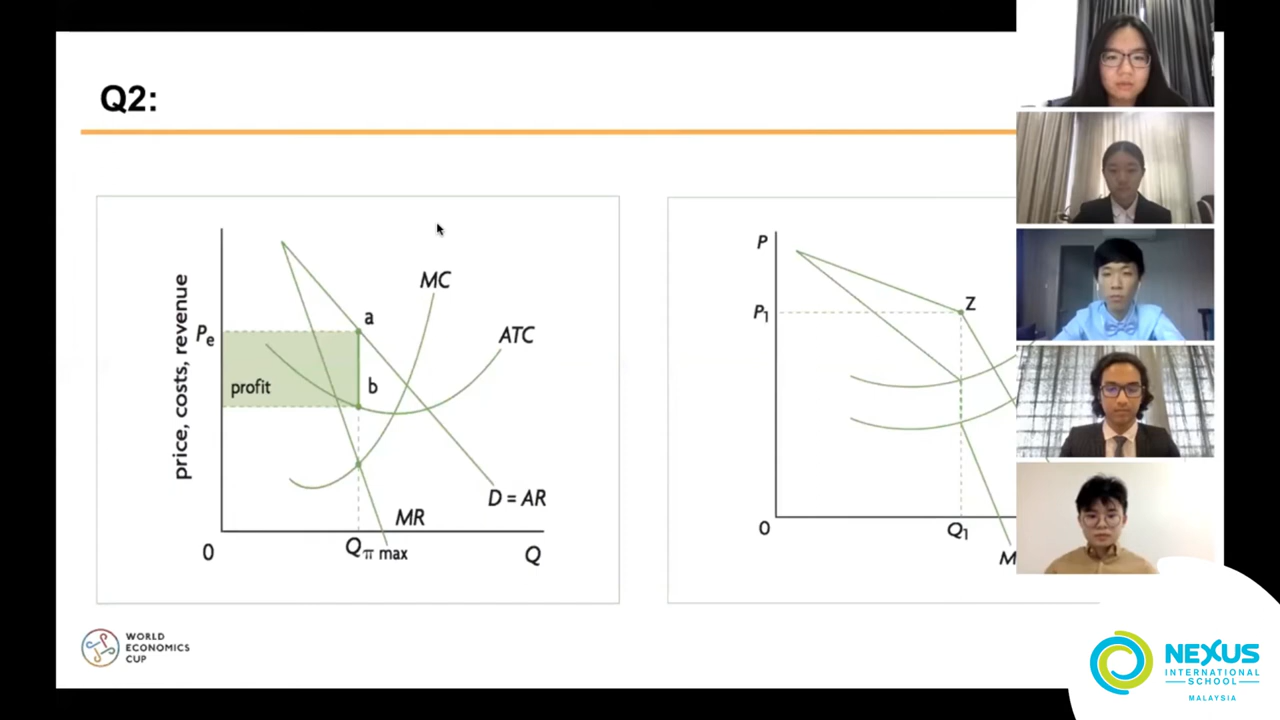 Q2:
price, costs, revenue
MC
a
ATC
Pe
b
profit
D = AR
MR
0
Qπ max
Q
P
Z
P1
0
Q1
M
WORLD
ECONOMICS
CUP
NEXUS
INTERNATIONAL
SCHOOL
MALAYSIA